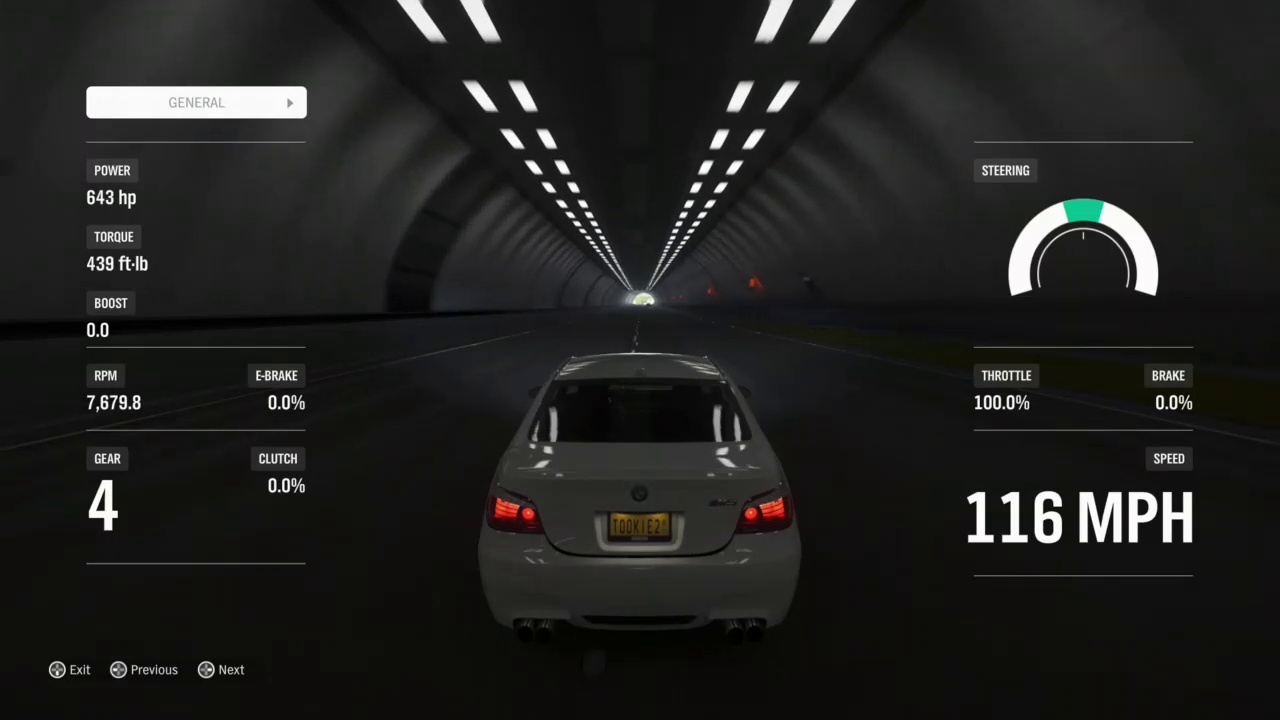 GENERAL
POWER
643 hp
TORQUE
439 ft·lb
BOOST
0.0
RPM
E-BRAKE
7,679.8
0.0%
GEAR
CLUTCH
4
0.0%
STEERING
THROTTLE
BRAKE
100.0%
0.0%
SPEED
116 MPH
TOOKIE2
Exit
Previous
Next